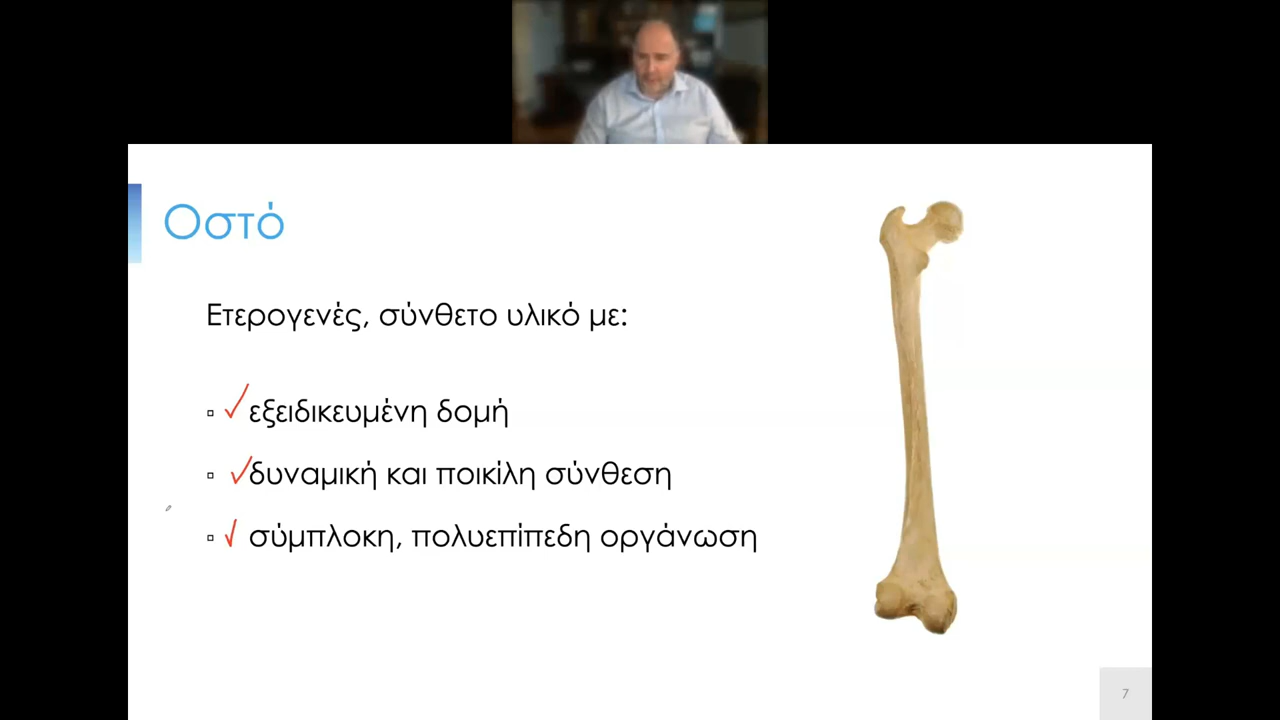 Οστό
Ετερογενές, σύνθετο υλικό με:
▫ ✓ εξειδικευμένη δομή
▫ ✓ δυναμική και ποικίλη σύνθεση
▫ ✓ σύμπλοκη, πολυεπίπεδη οργάνωση
7